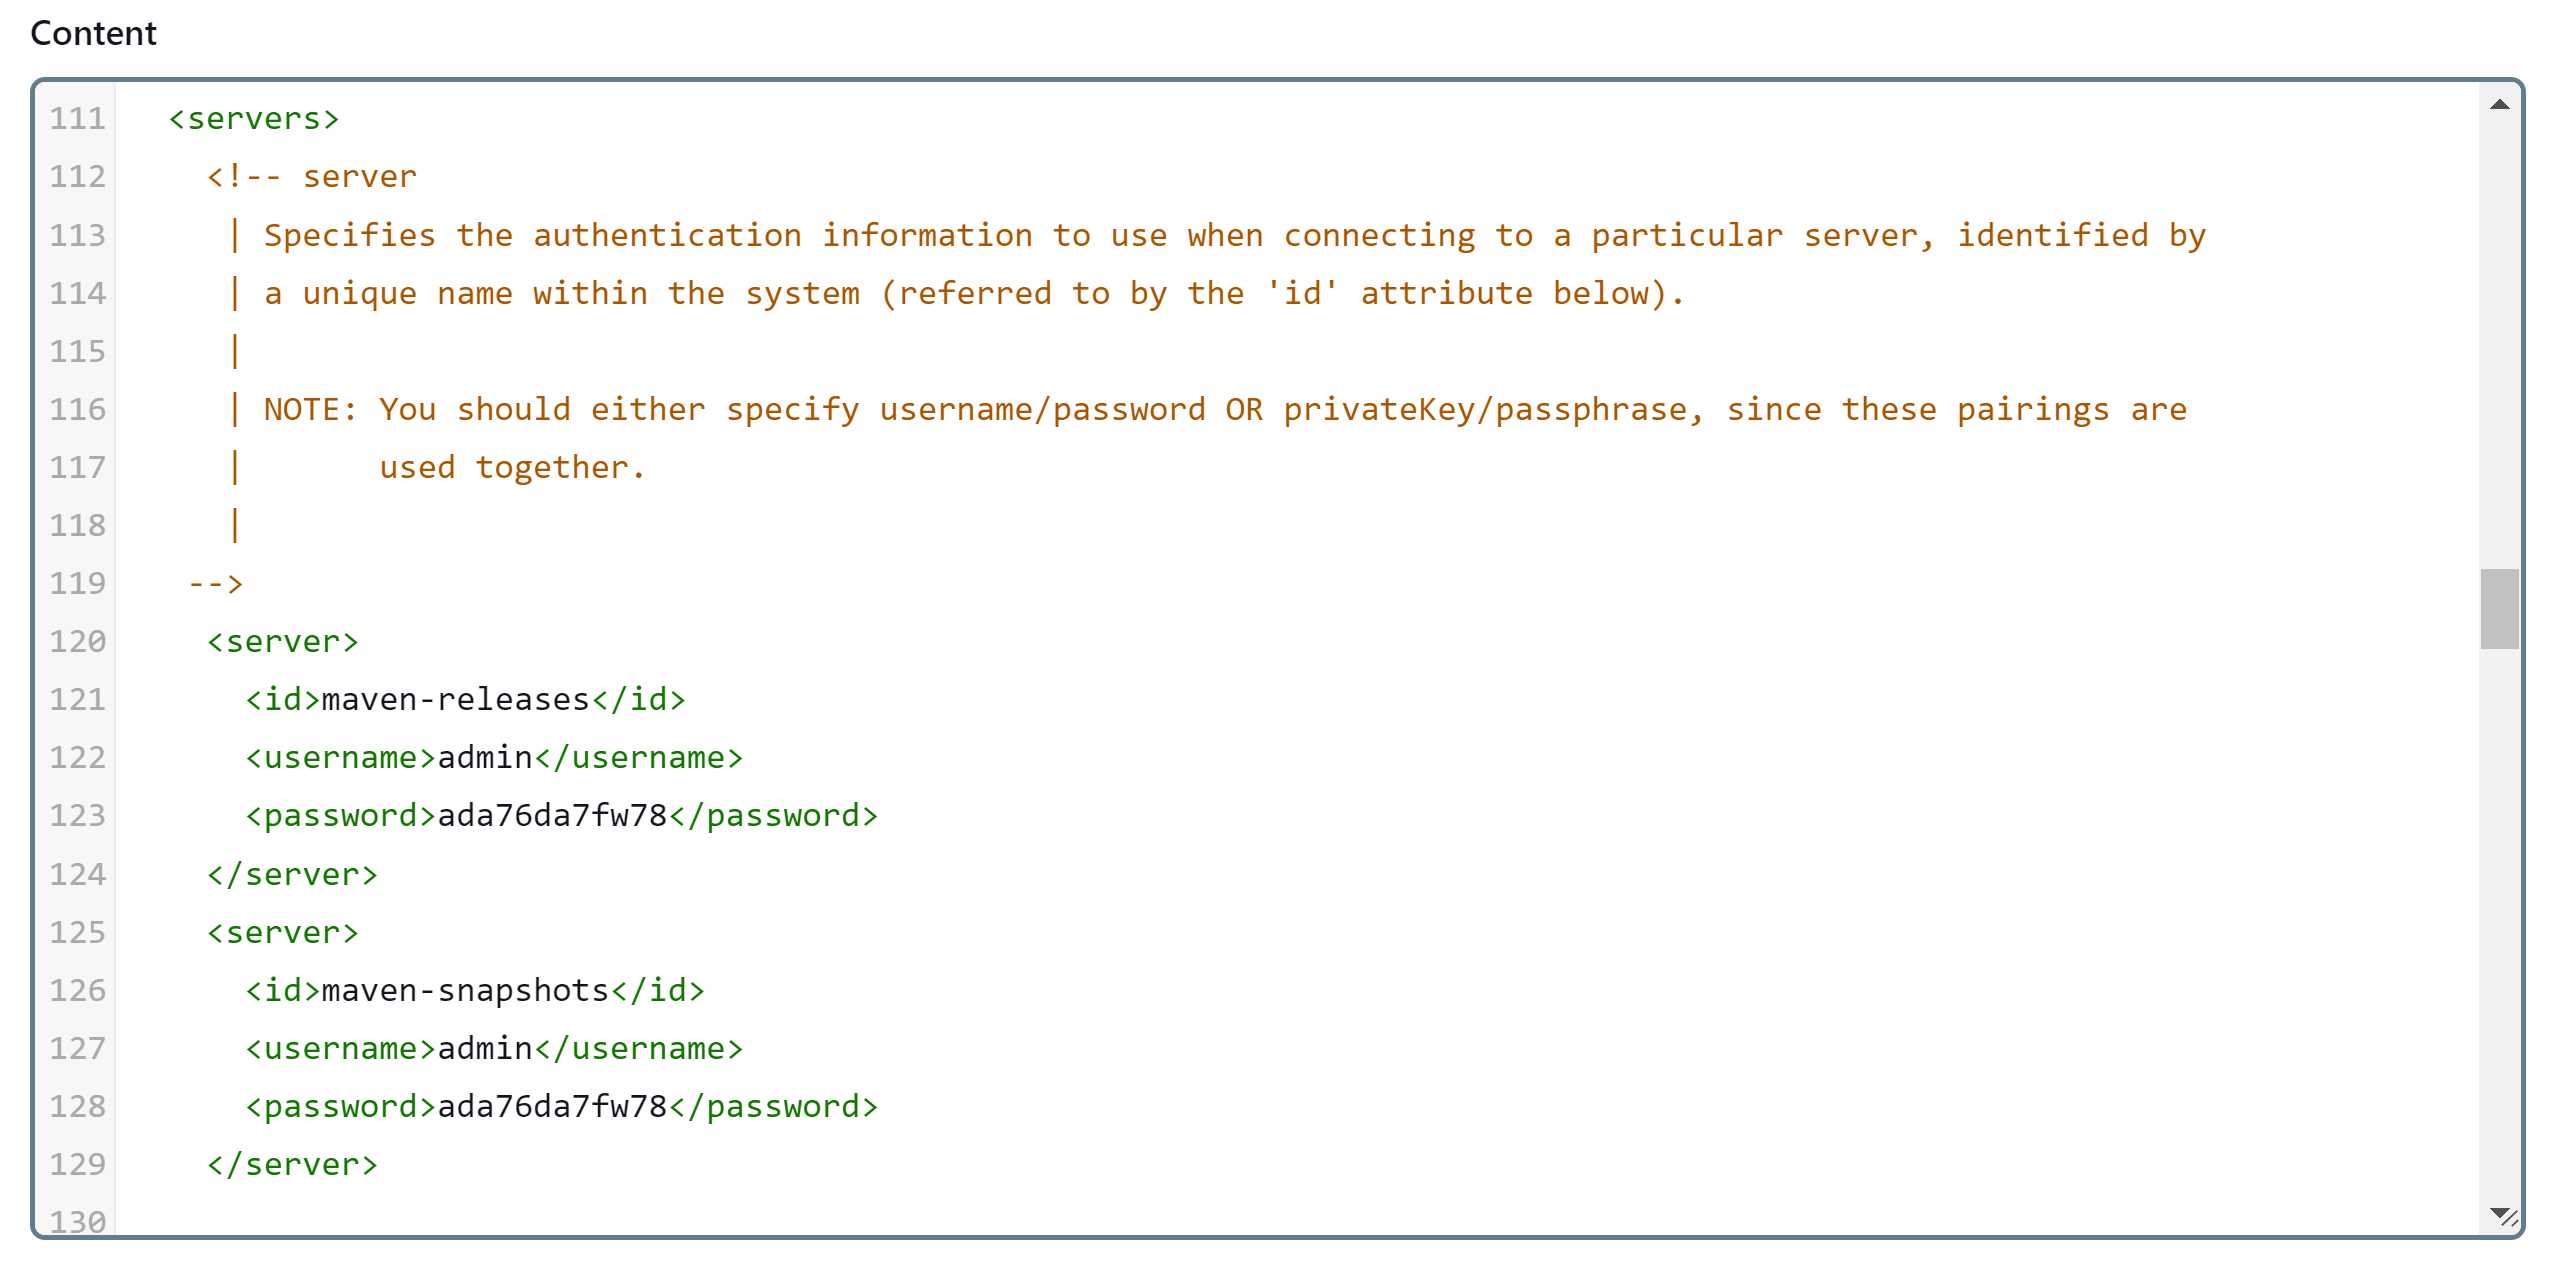 Content
111 <servers>
112 <!-- server
113 | Specifies the authentication information to use when connecting to a particular server, identified by
114 | a unique name within the system (referred to by the 'id' attribute below).
115 |
116 | NOTE: You should either specify username/password OR privateKey/passphrase, since these pairings are
117 | used together.
118 |
119 -->
120 <server>
121 <id>maven-releases</id>
122 <username>admin</username>
123 <password>ada76da7fw78</password>
124 </server>
125 <server>
126 <id>maven-snapshots</id>
127 <username>admin</username>
128 <password>ada76da7fw78</password>
129 </server>
130